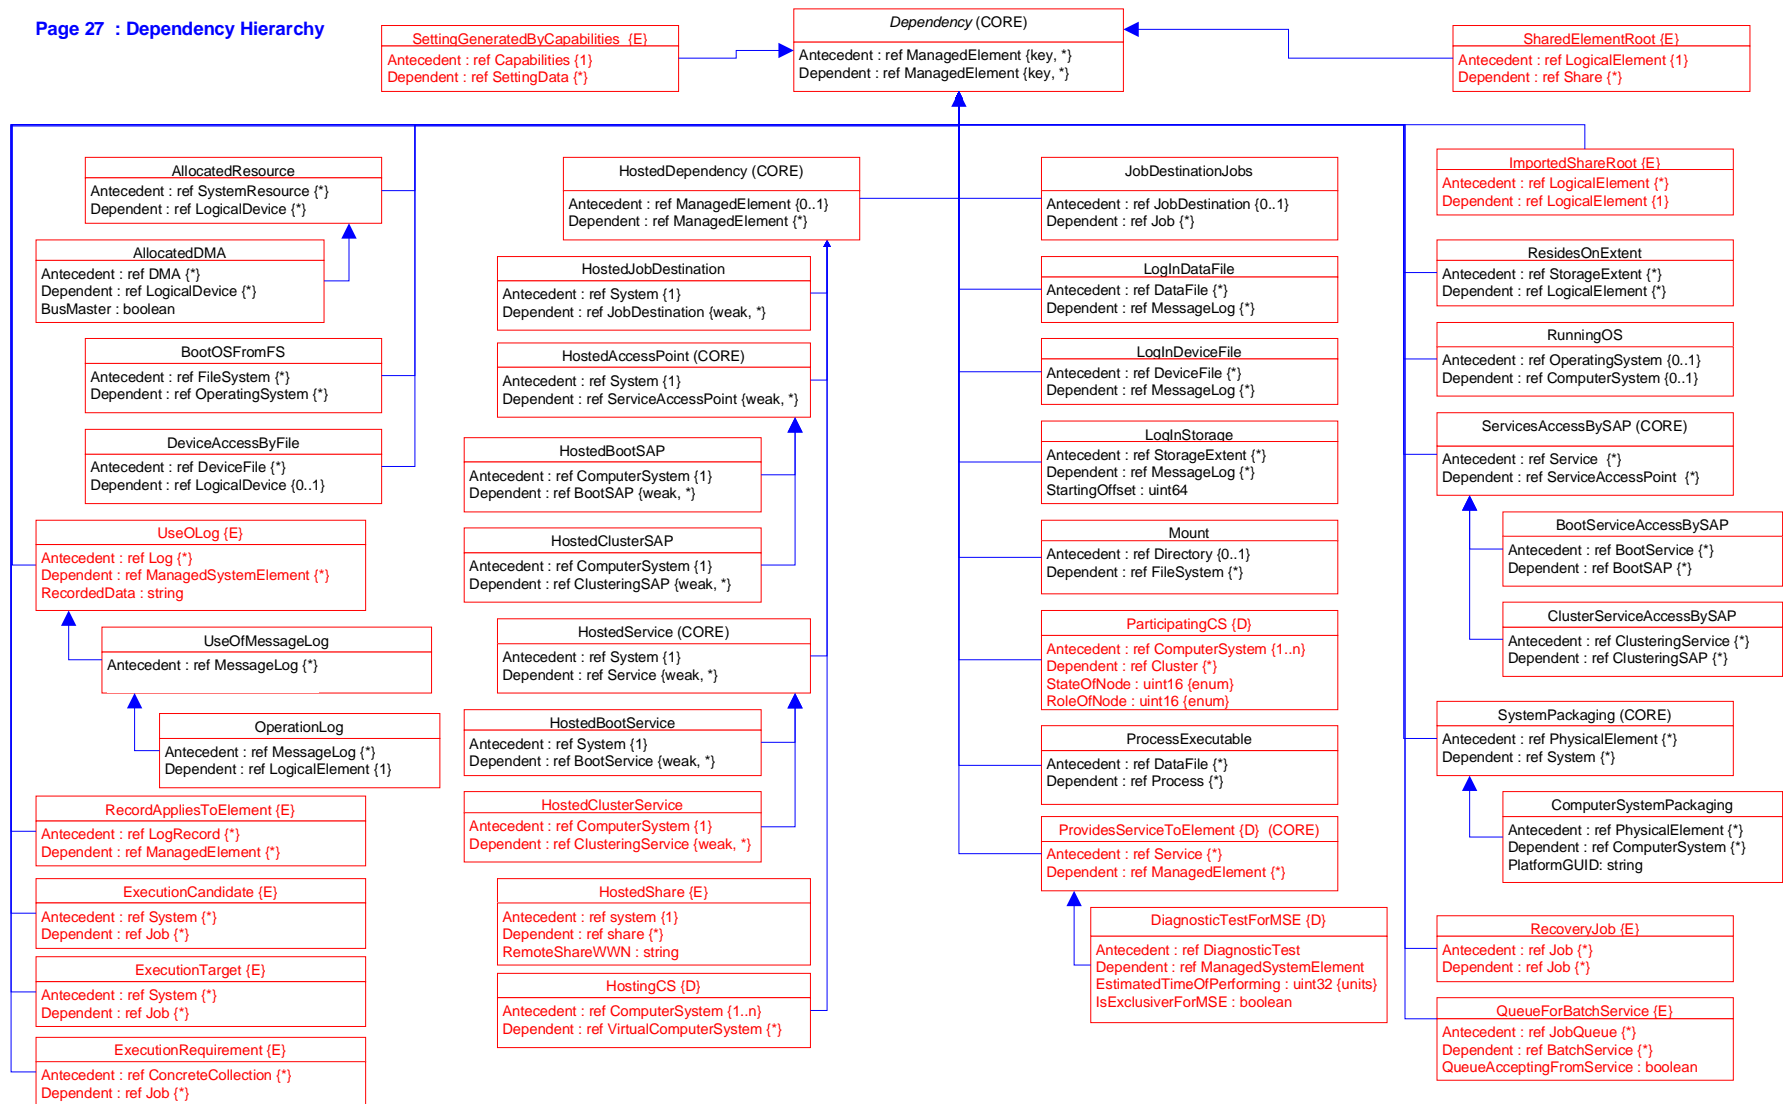 Page 27 : Dependency Hierarchy
SettingGeneratedByCapabilities {E}
Antecedent : ref Capabilities {1}
Dependent : ref SettingData {*}
Dependency (CORE)
Antecedent : ref ManagedElement {key, *}
Dependent : ref ManagedElement {key, *}
SharedElementRoot {E}
Antecedent : ref LogicalElement {1}
Dependent : ref Share {*}
AllocatedResource
Antecedent : ref SystemResource {*}
Dependent : ref LogicalDevice {*}
AllocatedDMA
Antecedent : ref DMA {*}
Dependent : ref LogicalDevice {*}
BusMaster : boolean
BootOSFromFS
Antecedent : ref FileSystem {*}
Dependent : ref OperatingSystem {*}
DeviceAccessByFile
Antecedent : ref DeviceFile {*}
Dependent : ref LogicalDevice {0..1}
UseOLog {E}
Antecedent : ref Log {*}
Dependent : ref ManagedSystemElement {*}
RecordedData : string
UseOfMessageLog
Antecedent : ref MessageLog {*}
OperationLog
Antecedent : ref MessageLog {*}
Dependent : ref LogicalElement {1}
RecordAppliesToElement {E}
Antecedent : ref LogRecord {*}
Dependent : ref ManagedElement {*}
ExecutionCandidate {E}
Antecedent : ref System {*}
Dependent : ref Job {*}
ExecutionTarget {E}
Antecedent : ref System {*}
Dependent : ref Job {*}
ExecutionRequirement {E}
Antecedent : ref ConcreteCollection {*}
Dependent : ref Job {*}
HostedDependency (CORE)
Antecedent : ref ManagedElement {0..1}
Dependent : ref ManagedElement {*}
HostedJobDestination
Antecedent : ref System {1}
Dependent : ref JobDestination {weak, *}
HostedAccessPoint (CORE)
Antecedent : ref System {1}
Dependent : ref ServiceAccessPoint {weak, *}
HostedBootSAP
Antecedent : ref ComputerSystem {1}
Dependent : ref BootSAP {weak, *}
HostedClusterSAP
Antecedent : ref ComputerSystem {1}
Dependent : ref ClusteringSAP {weak, *}
HostedService (CORE)
Antecedent : ref System {1}
Dependent : ref Service {weak, *}
HostedBootService
Antecedent : ref System {1}
Dependent : ref BootService {weak, *}
HostedClusterService
Antecedent : ref ComputerSystem {1}
Dependent : ref ClusteringService {weak, *}
HostedShare {E}
Antecedent : ref system {1}
Dependent : ref share {*}
RemoteShareWWN : string
HostingCS {D}
Antecedent : ref ComputerSystem {1..n}
Dependent : ref VirtualComputerSystem {*}
JobDestinationJobs
Antecedent : ref JobDestination {0..1}
Dependent : ref Job {*}
LogInDataFile
Antecedent : ref DataFile {*}
Dependent : ref MessageLog {*}
LogInDeviceFile
Antecedent : ref DeviceFile {*}
Dependent : ref MessageLog {*}
LogInStorage
Antecedent : ref StorageExtent {*}
Dependent : ref MessageLog {*}
StartingOffset : uint64
Mount
Antecedent : ref Directory {0..1}
Dependent : ref FileSystem {*}
ParticipatingCS {D}
Antecedent : ref ComputerSystem {1..n}
Dependent : ref Cluster {*}
StateOfNode : uint16 {enum}
RoleOfNode : uint16 {enum}
ProcessExecutable
Antecedent : ref DataFile {*}
Dependent : ref Process {*}
ProvidesServiceToElement {D} (CORE)
Antecedent : ref Service {*}
Dependent : ref ManagedElement {*}
DiagnosticTestForMSE {D}
Antecedent : ref DiagnosticTest
Dependent : ref ManagedSystemElement
EstimatedTimeOfPerforming : uint32 {units}
IsExclusiverForMSE : boolean
ImportedShareRoot {E}
Antecedent : ref LogicalElement {*}
Dependent : ref LogicalElement {1}
ResidesOnExtent
Antecedent : ref StorageExtent {*}
Dependent : ref LogicalElement {*}
RunningOS
Antecedent : ref OperatingSystem {0..1}
Dependent : ref ComputerSystem {0..1}
ServicesAccessBySAP (CORE)
Antecedent : ref Service {*}
Dependent : ref ServiceAccessPoint {*}
BootServiceAccessBySAP
Antecedent : ref BootService {*}
Dependent : ref BootSAP {*}
ClusterServiceAccessBySAP
Antecedent : ref ClusteringService {*}
Dependent : ref ClusteringSAP {*}
SystemPackaging (CORE)
Antecedent : ref PhysicalElement {*}
Dependent : ref System {*}
ComputerSystemPackaging
Antecedent : ref PhysicalElement {*}
Dependent : ref ComputerSystem {*}
PlatformGUID: string
RecoveryJob {E}
Antecedent : ref Job {*}
Dependent : ref Job {*}
QueueForBatchService {E}
Antecedent : ref JobQueue {*}
Dependent : ref BatchService {*}
QueueAcceptingFromService : boolean